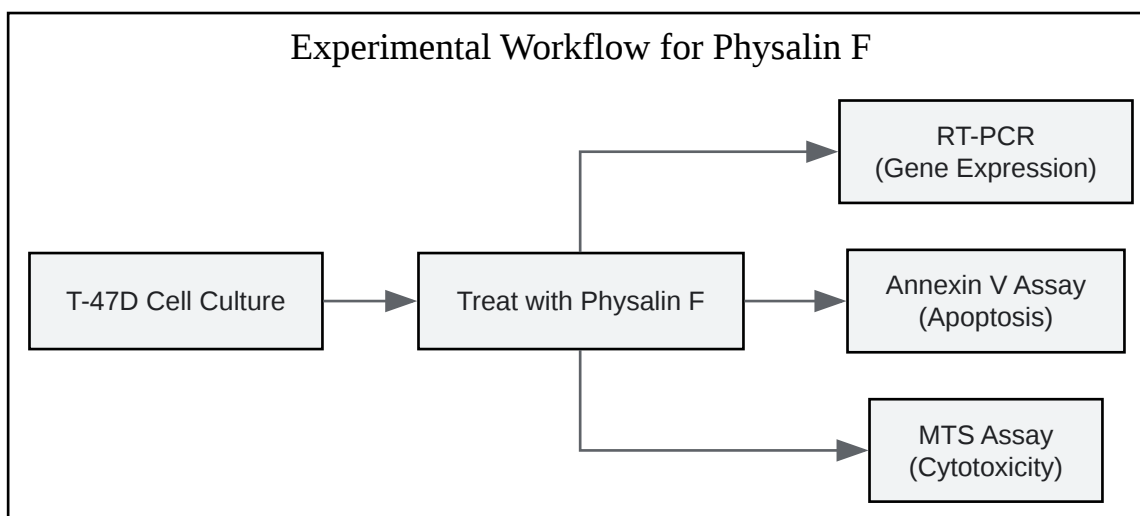 Experimental Workflow for Physalin F
RT-PCR
(Gene Expression)
T-47D Cell Culture
Treat with Physalin F
Annexin V Assay
(Apoptosis)
MTS Assay
(Cytotoxicity)